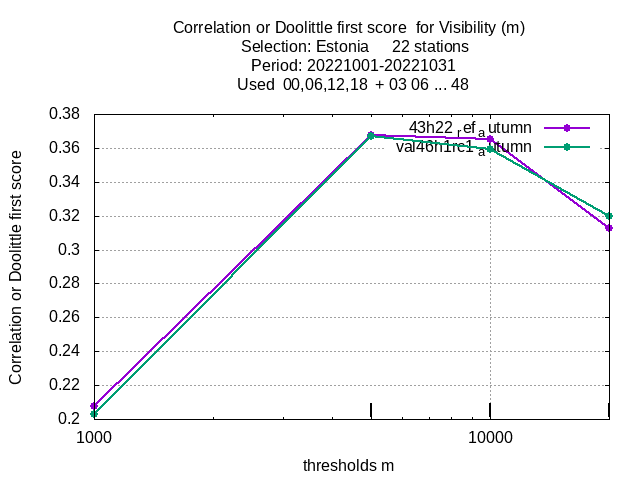 Correlation or Doolittle first score for Visibility (m)
Selection: Estonia 22 stations
Period: 20221001-20221031
Used 00,06,12,18 + 03 06 ... 48
43h22_ref_autumn
val46h1rc1_autumn
0.38
0.36
0.34
0.32
0.3
0.28
0.26
0.24
0.22
0.2
1000
10000
Correlation or Doolittle first score
thresholds m